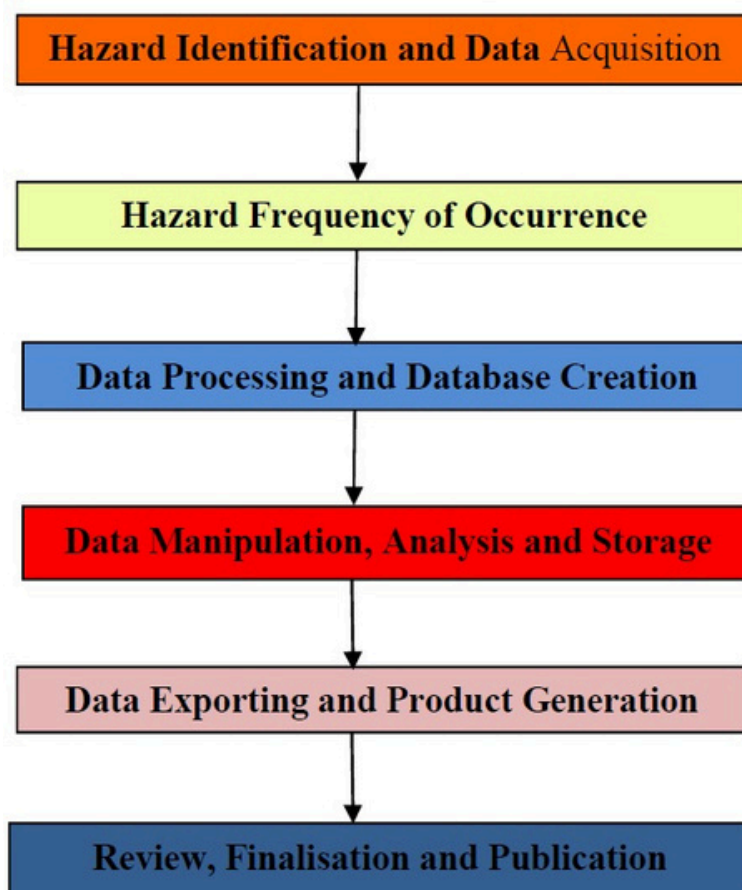 Hazard Identification and Data Acquisition
Hazard Frequency of Occurrence
Data Processing and Database Creation
Data Manipulation, Analysis and Storage
Data Exporting and Product Generation
Review, Finalisation and Publication